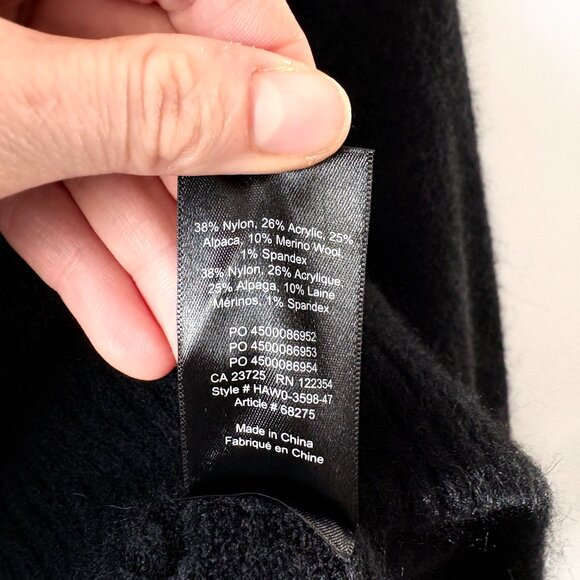 38% Nylon, 26% Acrylic, 25%
Alpaca, 10% Merino Wool,
1% Spandex
38% Nylon, 26% Acrylique,
25% Alpaga, 10% Laine
Mérinos, 1% Spandex
PO 4500086952
PO 4500086953
PO 4500086954
CA 23725 RN 122354
Style # HAW0-3598-47
Article # 68275
Made in China
Fabriqué en Chine